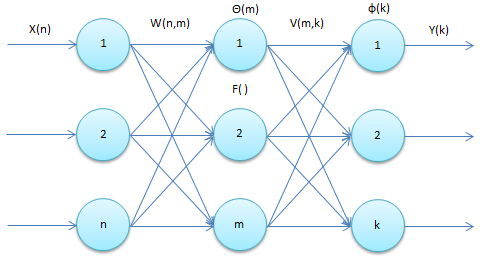 X(n) W(n,m) Θ(m) V(m,k) ϕ(k) Y(k)
1 1 1
F( )
2 2 2
n m k